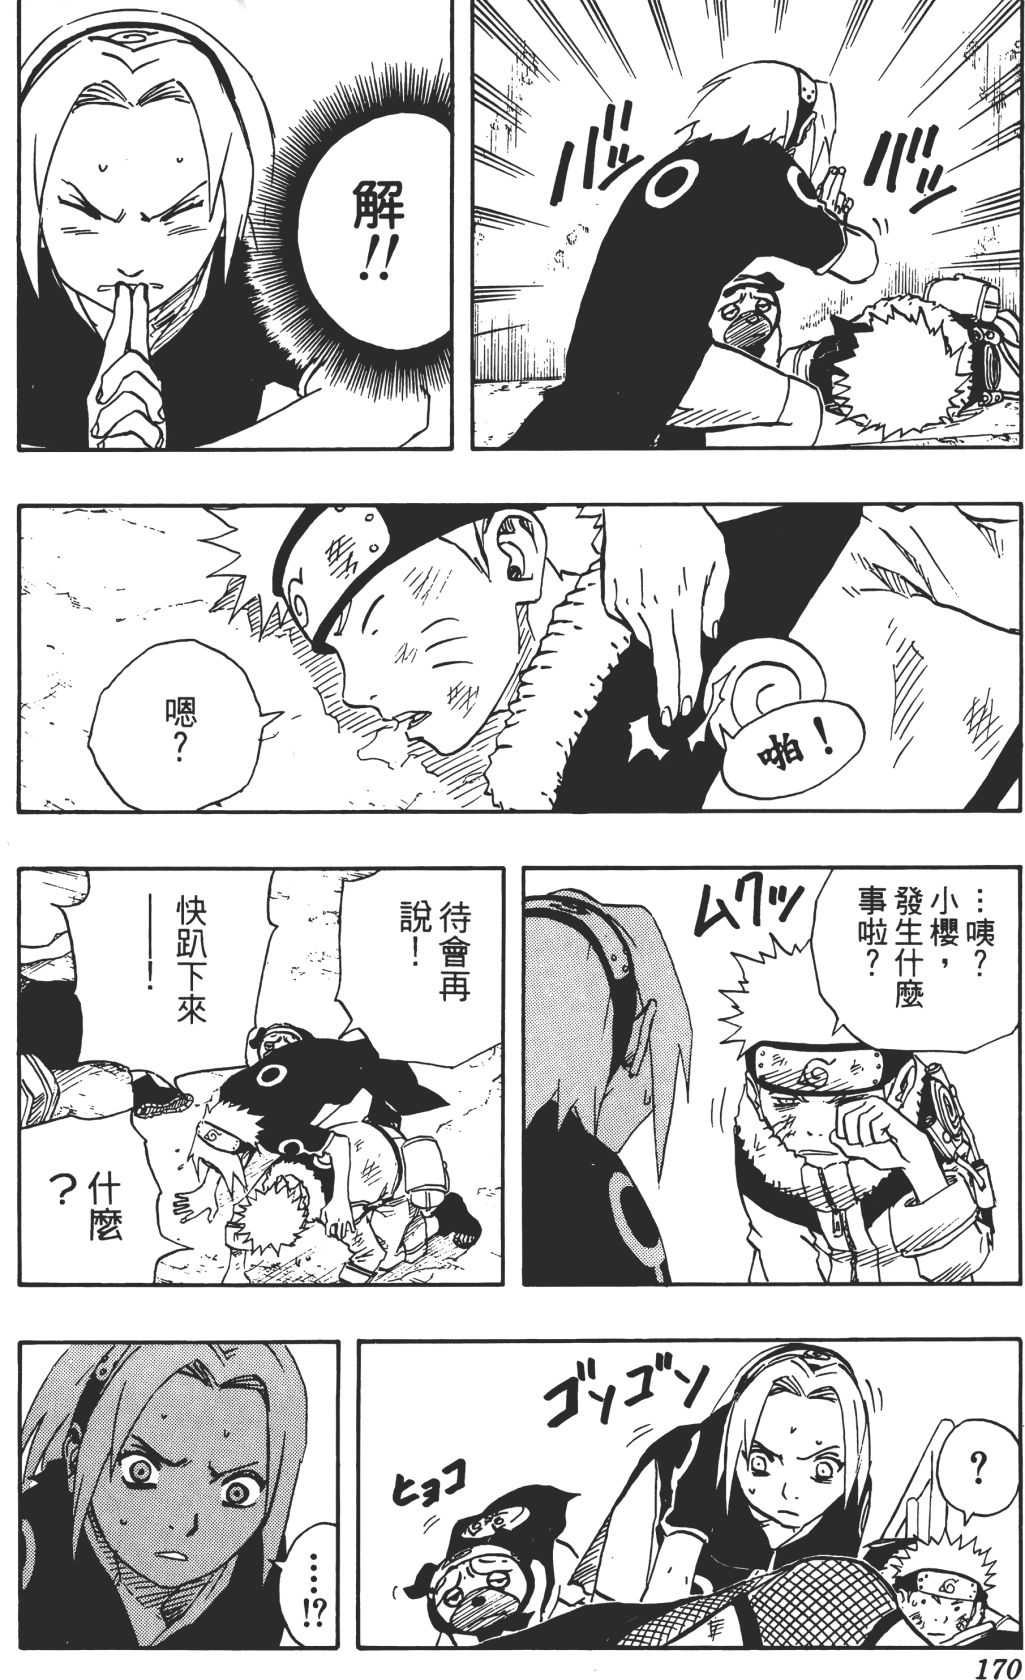 バッ
バッ
解!!
啪！
嗯？
…咦？
小櫻，
發生什麼
事啦？
ムクッ
待會再
說！
快趴下來
——！
什麼
？
？
ゴソゴソ
ヒョコ
……!?
170